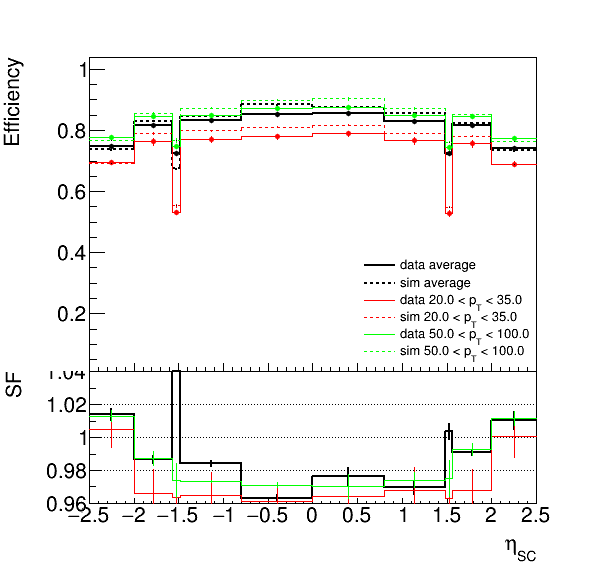 Efficiency
1
0.8
0.6
0.4
0.2
data average
sim average
data 20.0 < p_T < 35.0
sim 20.0 < p_T < 35.0
data 50.0 < p_T < 100.0
sim 50.0 < p_T < 100.0
SF
1.04
1.02
1
0.98
0.96
−2.5 −2 −1.5 −1 −0.5 0 0.5 1 1.5 2 2.5
η_SC